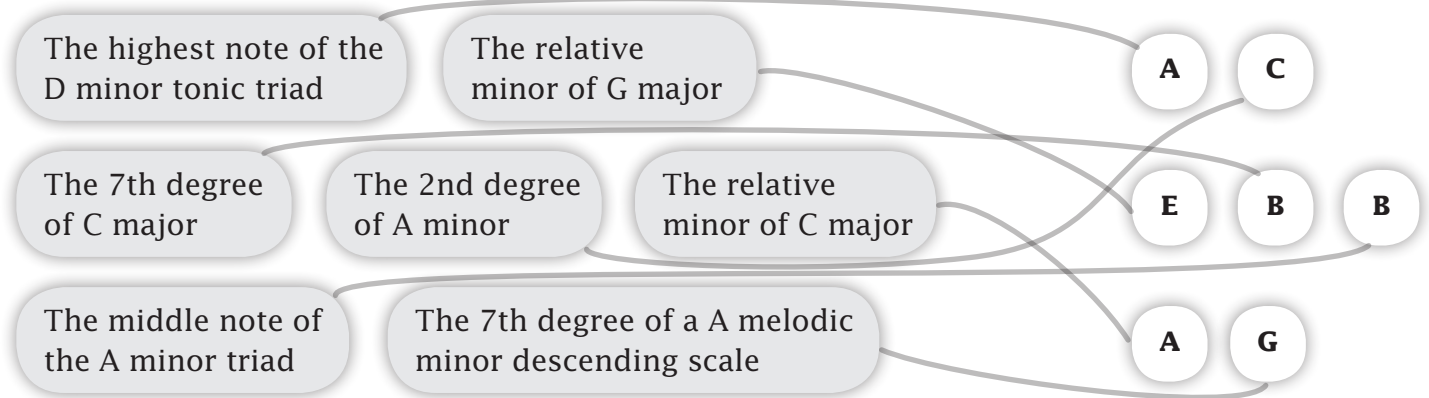 The highest note of the
D minor tonic triad
The relative
minor of G major
A
C
The 7th degree
of C major
The 2nd degree
of A minor
The relative
minor of C major
E
B
B
The middle note of
the A minor triad
The 7th degree of a A melodic
minor descending scale
A
G